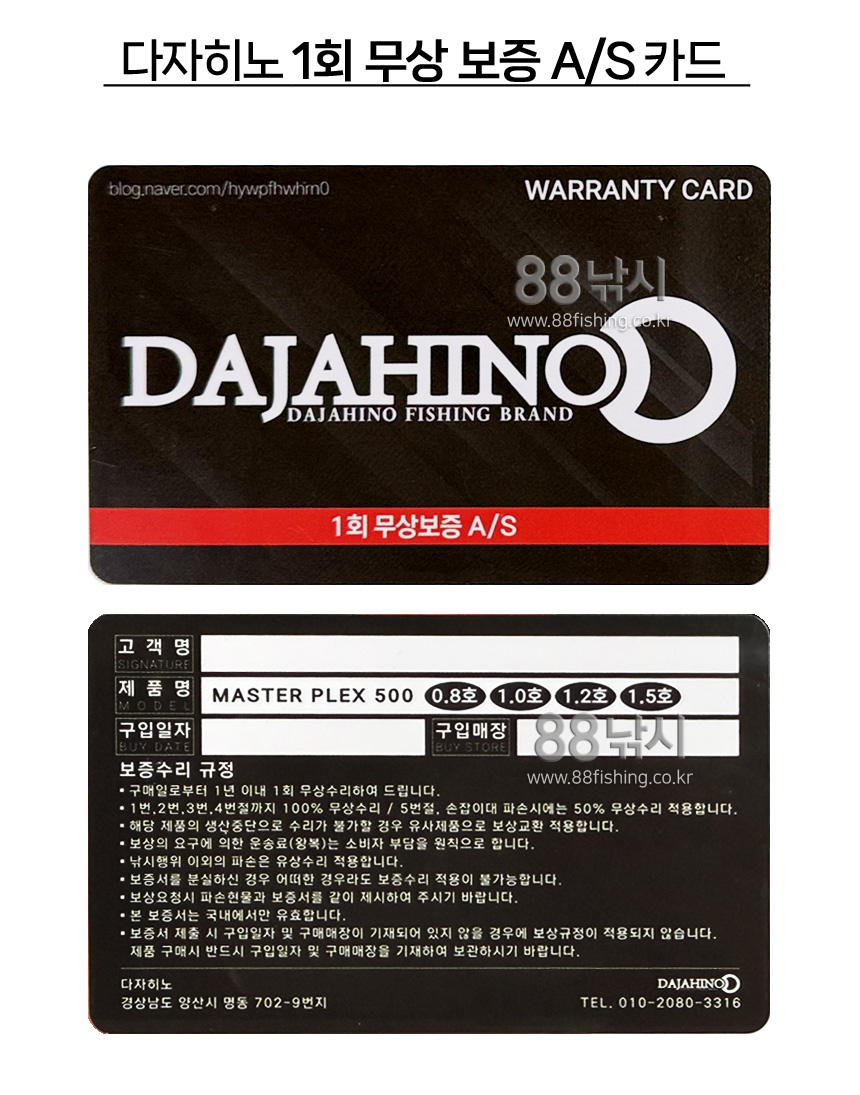 다자히노 1회 무상 보증 A/S 카드
blog.naver.com/hywpfhwhirn0
WARRANTY CARD
88낚시
www.88fishing.co.kr
DAJAHINO
DAJAHINO FISHING BRAND
1회 무상보증 A/S
고객명
SIGNATURE
제품명 MASTER PLEX 500 0.8호 1.0호 1.2호 1.5호
MODEL
구입일자 구입매장
BUY DATE BUY STORE
88낚시
www.88fishing.co.kr
보증수리 규정
• 구매일로부터 1년 이내 1회 무상수리하여 드립니다.
• 1번,2번,3번,4번절까지 100% 무상수리 / 5번절, 손잡이대 파손시에는 50% 무상수리 적용합니다.
• 해당 제품의 생산중단으로 수리가 불가할 경우 유사제품으로 보상교환 적용합니다.
• 보상의 요구에 의한 운송료(왕복)는 소비자 부담을 원칙으로 합니다.
• 낚시행위 이외의 파손은 유상수리 적용합니다.
• 보증서를 분실하신 경우 어떠한 경우라도 보증수리 적용이 불가능합니다.
• 보상요청시 파손현물과 보증서를 같이 제시하여 주시기 바랍니다.
• 본 보증서는 국내에서만 유효합니다.
• 보증서 제출 시 구입일자 및 구매매장이 기재되어 있지 않을 경우에 보상규정이 적용되지 않습니다.
제품 구매시 반드시 구입일자 및 구매매장을 기재하여 보관하시기 바랍니다.
다자히노 DAJAHINO
경상남도 양산시 명동 702-9번지 TEL. 010-2080-3316